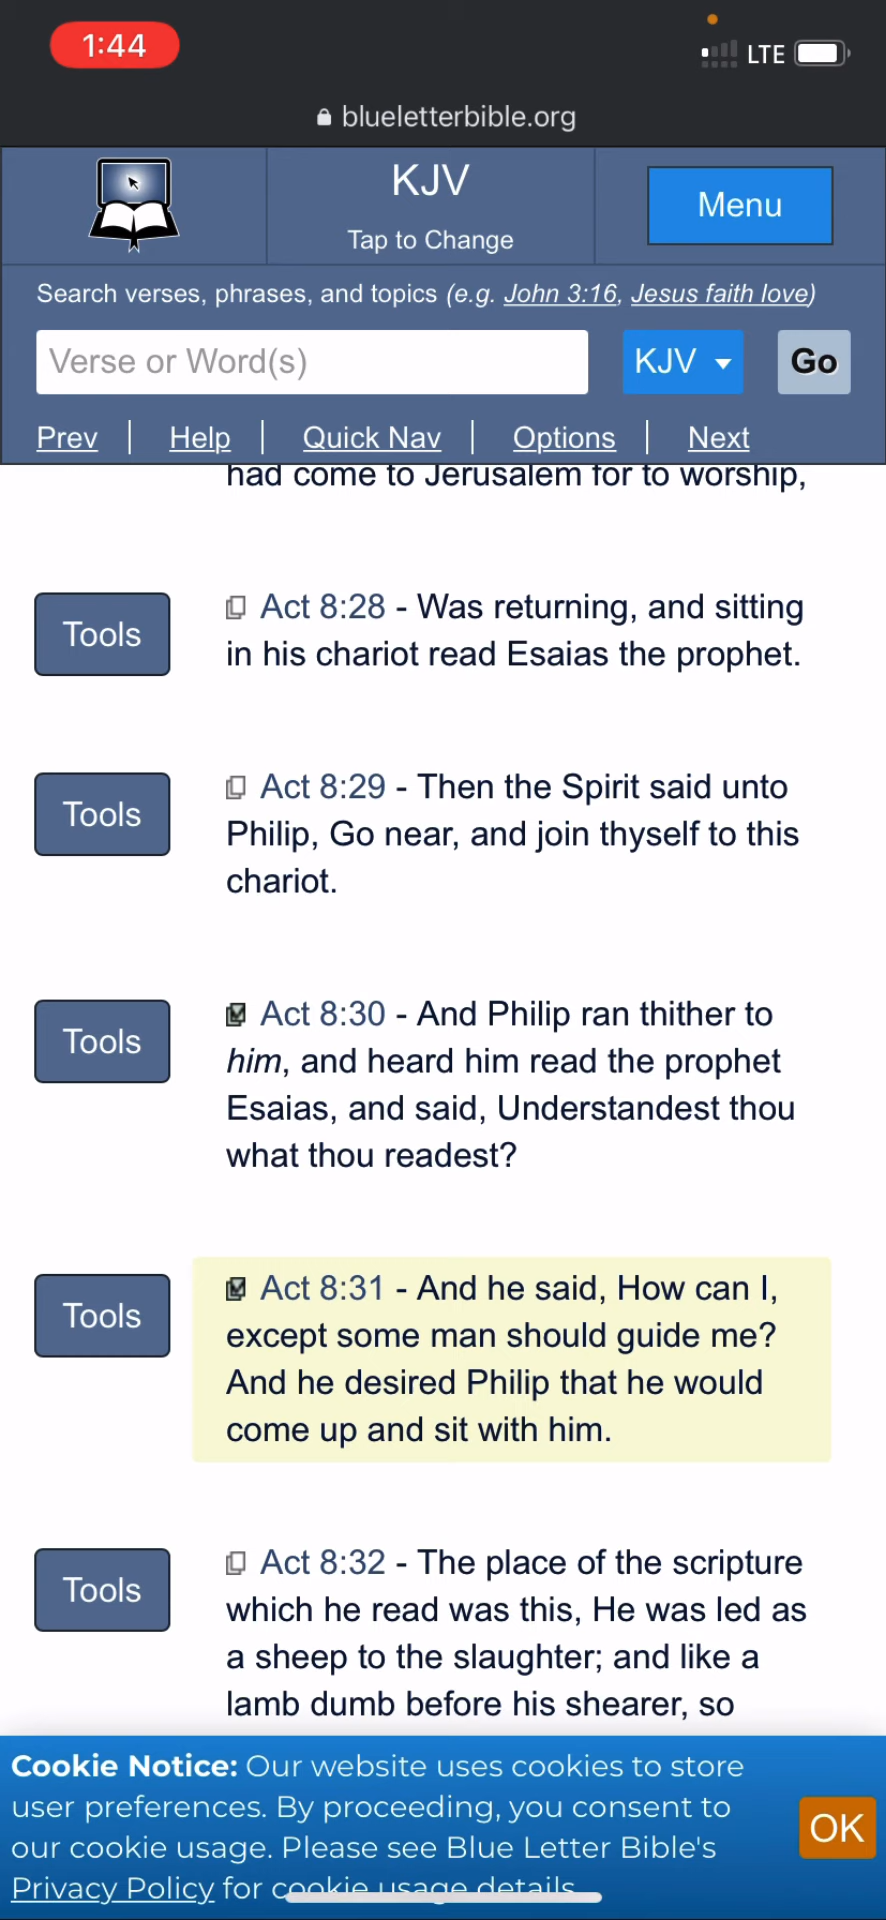 1:44
LTE
blueletterbible.org
KJV
Tap to Change
Menu
Search verses, phrases, and topics (e.g. John 3:16, Jesus faith love)
Verse or Word(s)
KJV
Go
Prev | Help | Quick Nav | Options | Next
had come to Jerusalem for to worship,
Tools
Act 8:28 - Was returning, and sitting
in his chariot read Esaias the prophet.
Tools
Act 8:29 - Then the Spirit said unto
Philip, Go near, and join thyself to this
chariot.
Tools
Act 8:30 - And Philip ran thither to
him, and heard him read the prophet
Esaias, and said, Understandest thou
what thou readest?
Tools
Act 8:31 - And he said, How can I,
except some man should guide me?
And he desired Philip that he would
come up and sit with him.
Tools
Act 8:32 - The place of the scripture
which he read was this, He was led as
a sheep to the slaughter; and like a
lamb dumb before his shearer, so
Cookie Notice: Our website uses cookies to store
user preferences. By proceeding, you consent to
our cookie usage. Please see Blue Letter Bible's
Privacy Policy for cookie usage details
OK